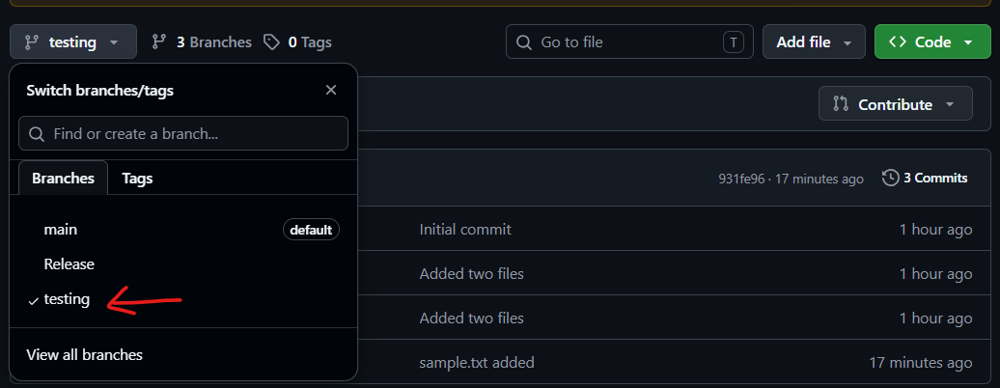 testing 3 Branches 0 Tags Go to file T Add file Code
Switch branches/tags
Find or create a branch...
Contribute
Branches Tags
931fe96 · 17 minutes ago 3 Commits
main default Initial commit 1 hour ago
Release Added two files 1 hour ago
testing Added two files 1 hour ago
View all branches sample.txt added 17 minutes ago